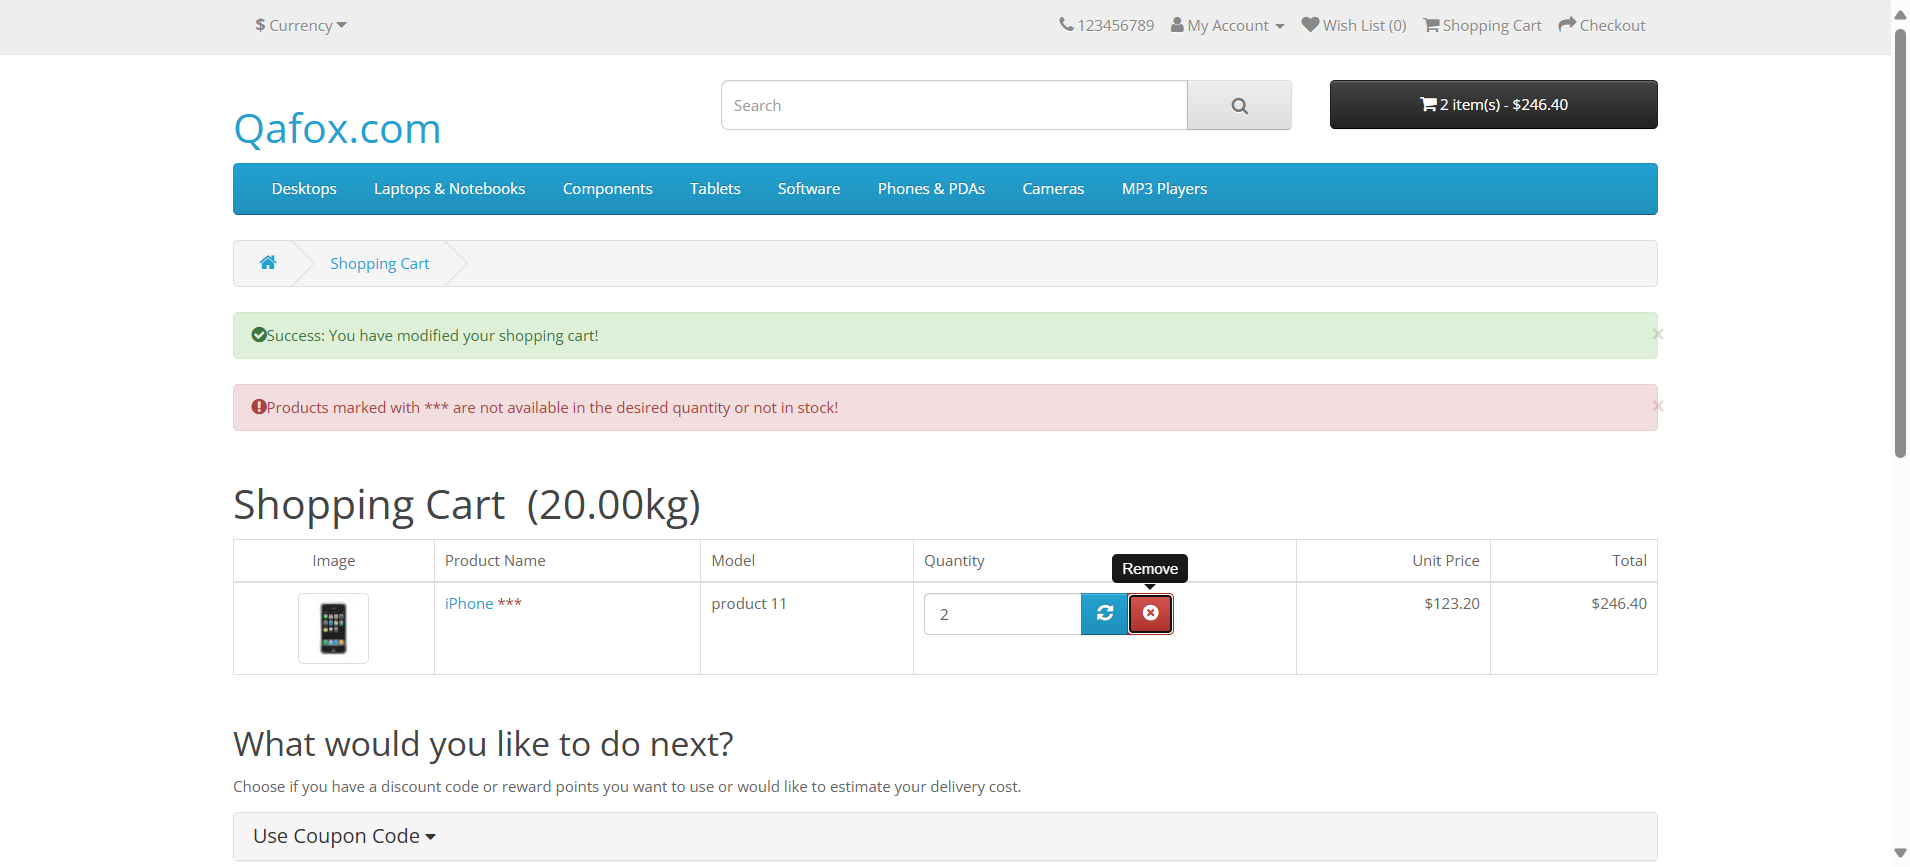 $ Currency
123456789 My Account Wish List (0) Shopping Cart Checkout
Qafox.com
Search
2 item(s) - $246.40
Desktops Laptops & Notebooks Components Tablets Software Phones & PDAs Cameras MP3 Players
Shopping Cart
Success: You have modified your shopping cart!
×
Products marked with *** are not available in the desired quantity or not in stock!
×
Shopping Cart (20.00kg)
Image Product Name Model Quantity Unit Price Total
Remove
iPhone *** product 11 2 $123.20 $246.40
What would you like to do next?
Choose if you have a discount code or reward points you want to use or would like to estimate your delivery cost.
Use Coupon Code